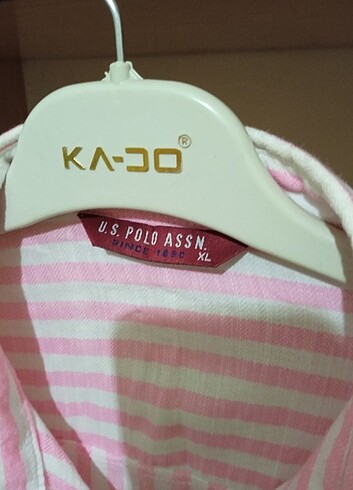 KA-DO®
U.S. POLO ASSN.
SINCE 1890 XL